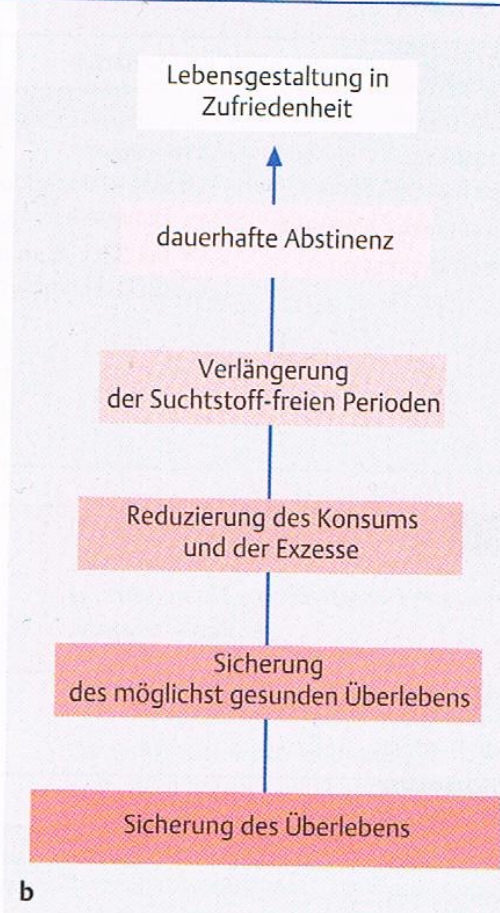 Lebensgestaltung in
Zufriedenheit
dauerhafte Abstinenz
Verlängerung
der Suchtstoff-freien Perioden
Reduzierung des Konsums
und der Exzesse
Sicherung
des möglichst gesunden Überlebens
Sicherung des Überlebens
b